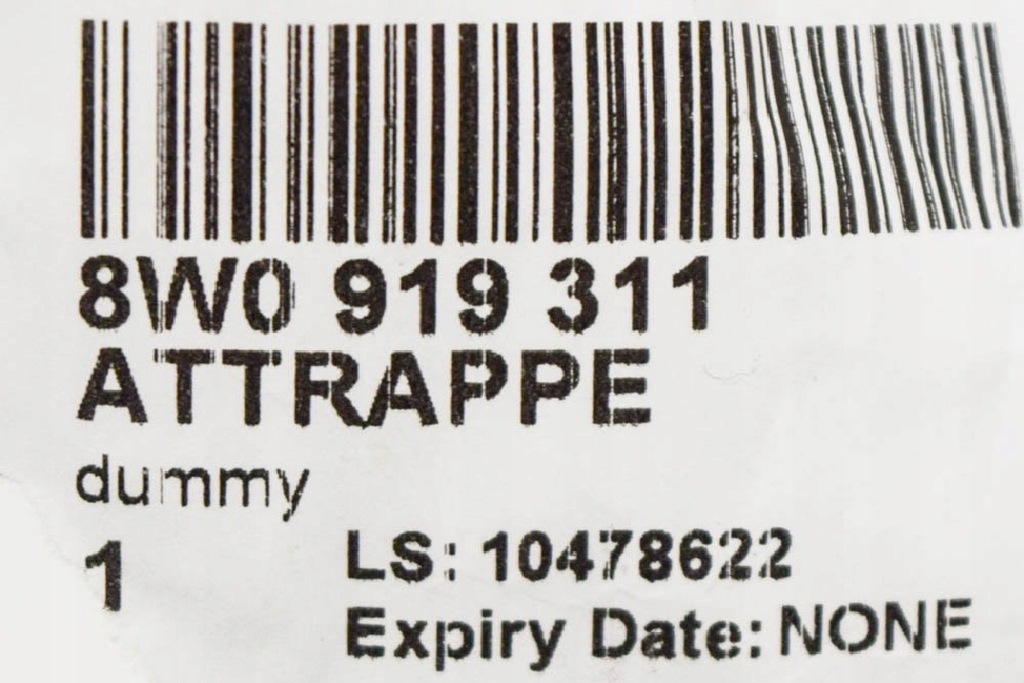 8W0 919 311
ATTRAPPE
dummy
1
LS: 10478622
Expiry Date: NONE